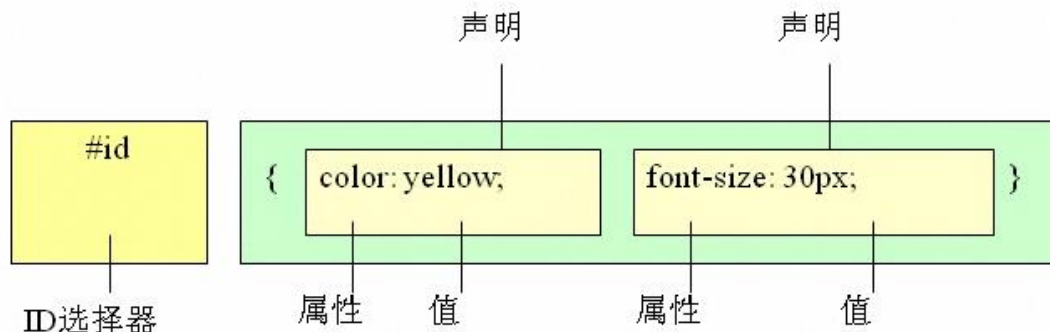 声明 声明
#id
{ color: yellow; font-size: 30px; }
属性 值 属性 值
ID选择器